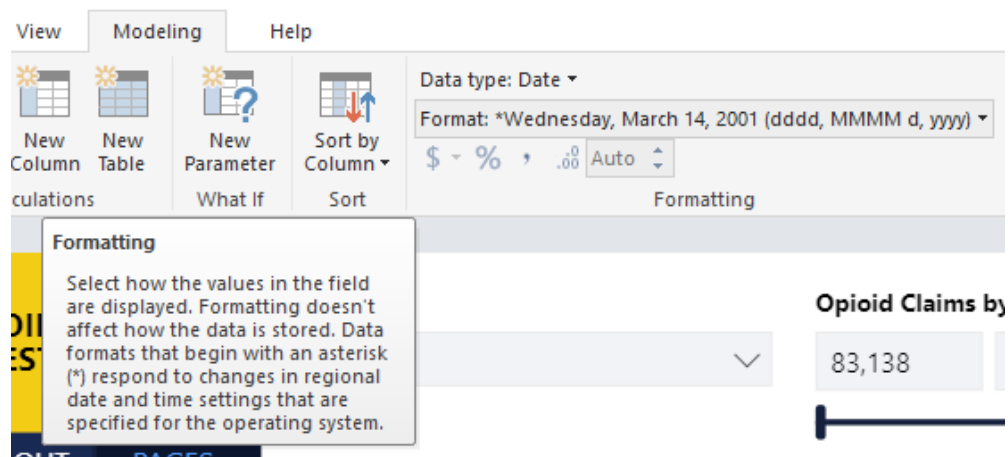 View Modeling Help
New Column
New Table
New Parameter
Sort by Column
Data type: Date
Format: *Wednesday, March 14, 2001 (dddd, MMMM d, yyyy)
$ % , .00 Auto
What If
Sort
Formatting
Formatting
Select how the values in the field
are displayed. Formatting doesn't
affect how the data is stored. Data
formats that begin with an asterisk
(*) respond to changes in regional
date and time settings that are
specified for the operating system.
Opioid Claims by
83,138
PAGES